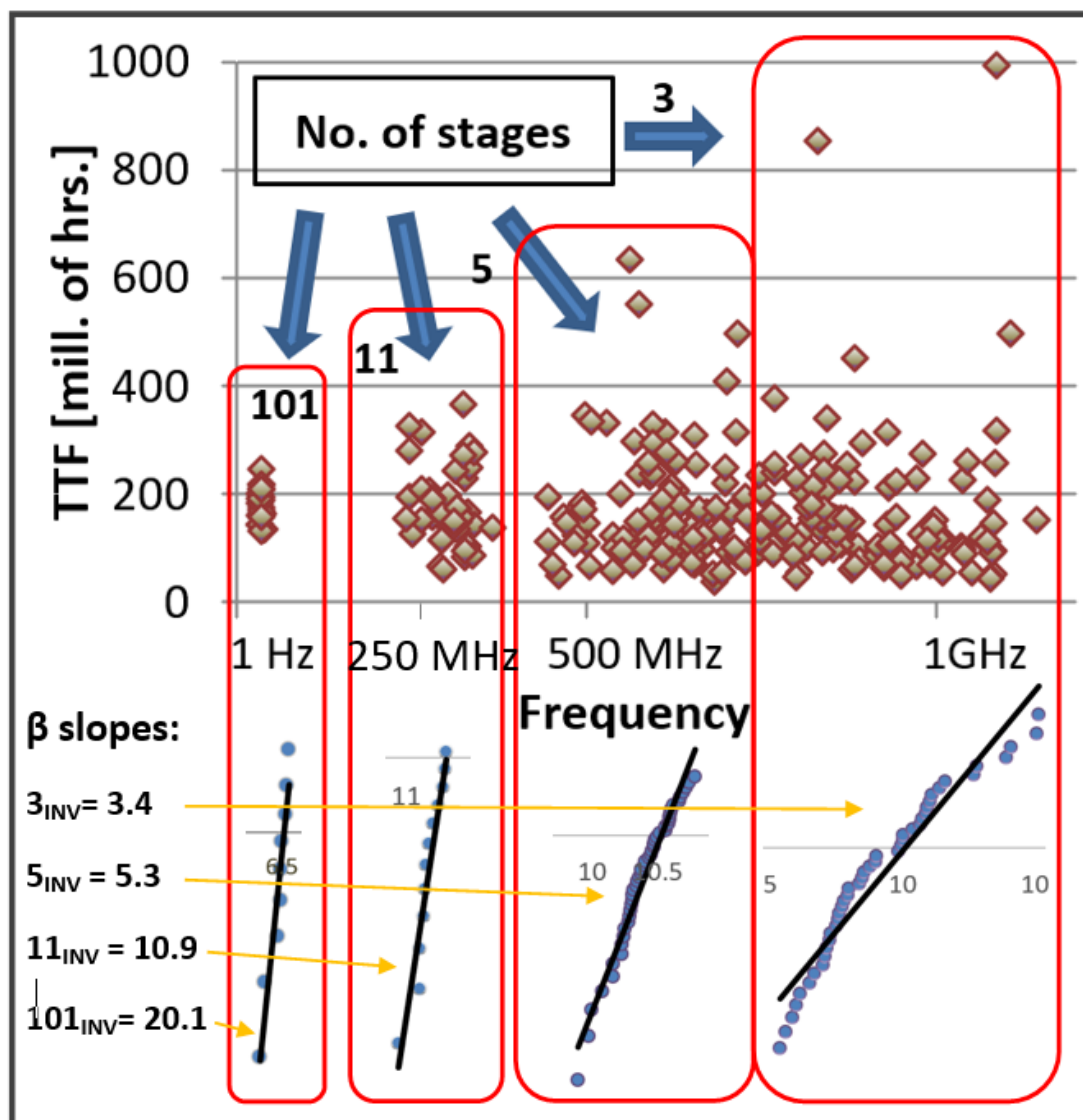 1000
800
600
400
200
0
TTF [mill. of hrs.]
No. of stages
3
5
11
101
1 Hz
250 MHz
500 MHz
1GHz
Frequency
β slopes:
3INV= 3.4
5INV = 5.3
11INV = 10.9
101INV= 20.1
6.5
11
10
10.5
5
10
10